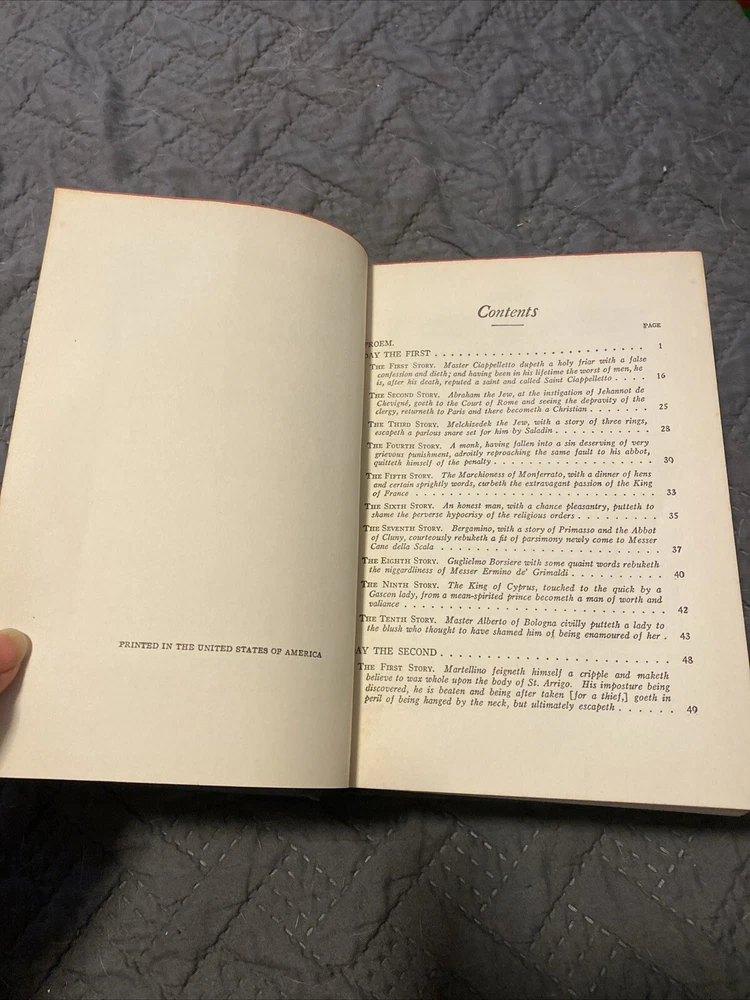 PRINTED IN THE UNITED STATES OF AMERICA
Contents
PAGE
ROEM.
AY THE FIRST . . . . . . . . . . . . . . . . . . . . 1
THE FIRST STORY. Master Ciappelletto dupeth a holy friar with a false
confession and dieth; and having been in his lifetime the worst of men, he
is, after his death, reputed a saint and called Saint Ciappelletto . . . . 16
THE SECOND STORY. Abraham the Jew, at the instigation of Jehannot de
Chevigné, goeth to the Court of Rome and seeing the depravity of the
clergy, returneth to Paris and there becometh a Christian . . . . . . . 25
THE THIRD STORY. Melchizedek the Jew, with a story of three rings,
escapeth a parlous snare set for him by Saladin . . . . . . . . . . . 28
THE FOURTH STORY. A monk, having fallen into a sin deserving of very
grievous punishment, adroitly reproaching the same fault to his abbot,
quitteth himself of the penalty . . . . . . . . . . . . . . . . . . 30
THE FIFTH STORY. The Marchioness of Monferrato, with a dinner of hens
and certain sprightly words, curbeth the extravagant passion of the King
of France . . . . . . . . . . . . . . . . . . . . . . . . . . 33
THE SIXTH STORY. An honest man, with a chance pleasantry, putteth to
shame the perverse hypocrisy of the religious orders . . . . . . . . . 35
THE SEVENTH STORY. Bergamino, with a story of Primasso and the Abbot
of Cluny, courteously rebuketh a fit of parsimony newly come to Messer
Cane della Scala . . . . . . . . . . . . . . . . . . . . . . . 37
THE EIGHTH STORY. Guglielmo Borsiere with some quaint words rebuketh
the niggardliness of Messer Ermino de' Grimaldi . . . . . . . . . . 40
THE NINTH STORY. The King of Cyprus, touched to the quick by a
Gascon lady, from a mean-spirited prince becometh a man of worth and
valiance . . . . . . . . . . . . . . . . . . . . . . . . . . . 42
THE TENTH STORY. Master Alberto of Bologna civilly putteth a lady to
the blush who thought to have shamed him of being enamoured of her . 43
AY THE SECOND . . . . . . . . . . . . . . . . . . . . 48
THE FIRST STORY. Martellino feigneth himself a cripple and maketh
believe to wax whole upon the body of St. Arrigo. His imposture being
discovered, he is beaten and being after taken [for a thief,] goeth in
peril of being hanged by the neck, but ultimately escapeth . . . . . . 49